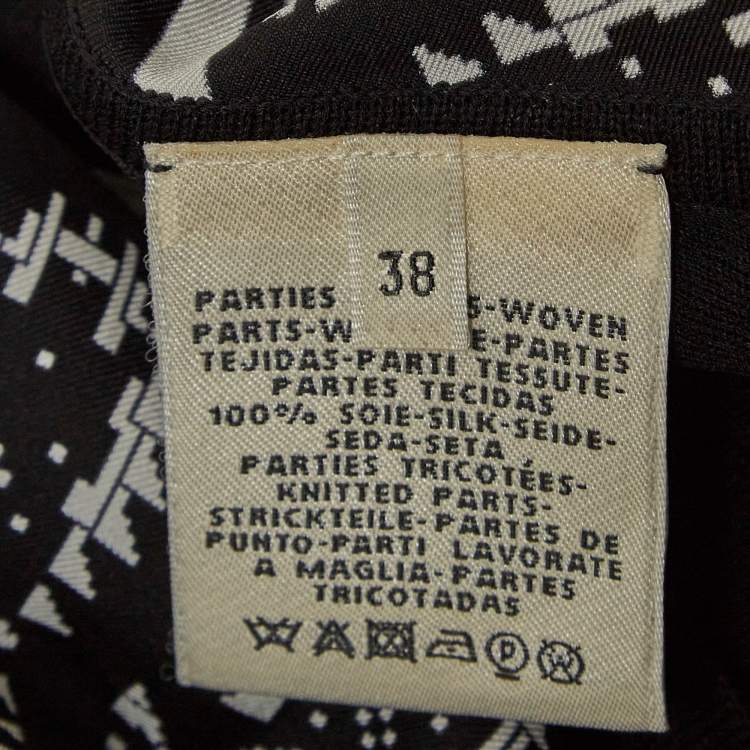 38
PARTIES S-WOVEN
PARTS-W E-PARTES
TEJIDAS-PARTI TESSUTE-
PARTES TECIDAS
100% SOIE-SILK-SEIDE-
SEDA-SETA
PARTIES TRICOTÉES-
KNITTED PARTS-
STRICKTEILE-PARTES DE
PUNTO-PARTI LAVORATE
A MAGLIA-PARTES
TRICOTADAS
P W